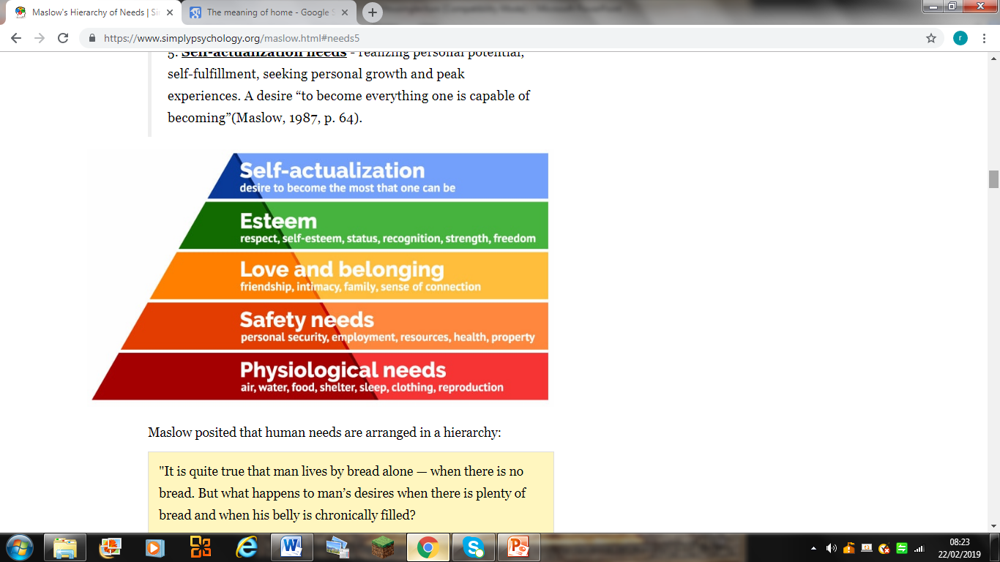 Maslow's Hierarchy of Needs | Si
The meaning of home - Google S
https://www.simplypsychology.org/maslow.html#needs5
r
5. Self-actualization needs - realizing personal potential,
self-fulfillment, seeking personal growth and peak
experiences. A desire “to become everything one is capable of
becoming”(Maslow, 1987, p. 64).
Self-actualization
desire to become the most that one can be
Esteem
respect, self-esteem, status, recognition, strength, freedom
Love and belonging
friendship, intimacy, family, sense of connection
Safety needs
personal security, employment, resources, health, property
Physiological needs
air, water, food, shelter, sleep, clothing, reproduction
Maslow posited that human needs are arranged in a hierarchy:
"It is quite true that man lives by bread alone — when there is no
bread. But what happens to man’s desires when there is plenty of
bread and when his belly is chronically filled?
08:23
22/02/2019